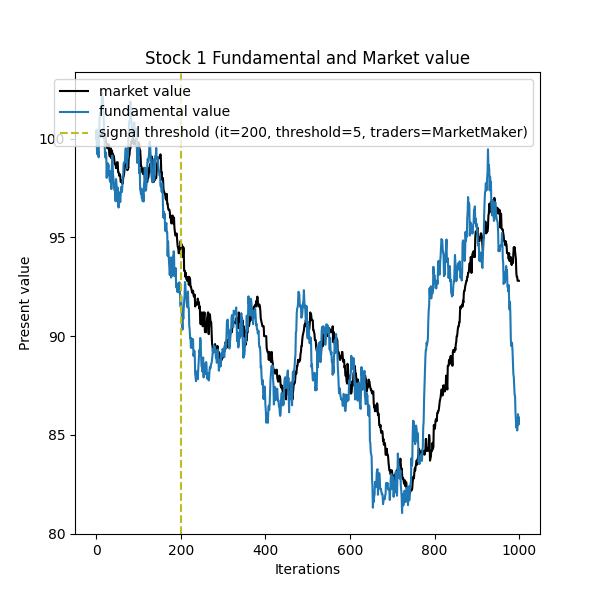 Stock 1 Fundamental and Market value
market value
fundamental value
signal threshold (it=200, threshold=5, traders=MarketMaker)
100
95
90
85
80
Present value
0 200 400 600 800 1000
Iterations